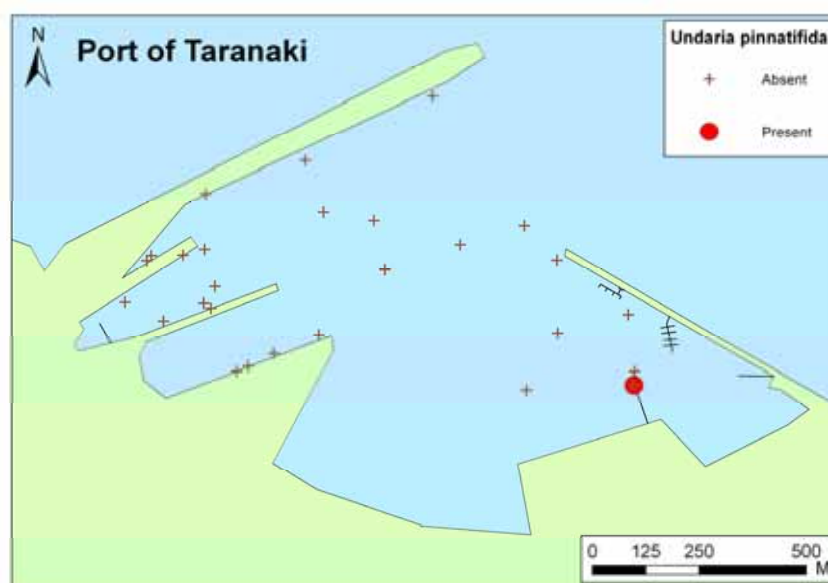 N
Port of Taranaki
Undaria pinnatifida
Absent
Present
0 125 250 500
M